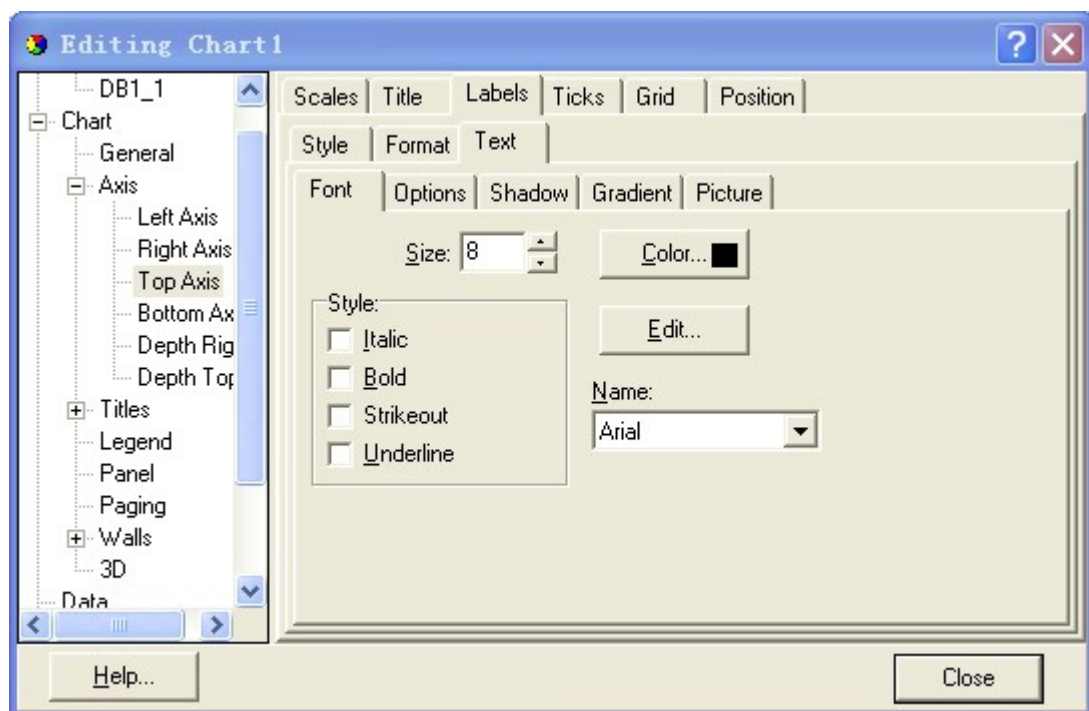 Editing Chart1
?
DB1_1
Chart
General
Axis
Left Axis
Right Axis
Top Axis
Bottom Ax
Depth Rig
Depth Top
Titles
Legend
Panel
Paging
Walls
3D
Data
Scales Title Labels Ticks Grid Position
Style Format Text
Font Options Shadow Gradient Picture
Size: 8 Color...
Style:
Italic
Bold
Strikeout
Underline
Edit...
Name:
Arial
Help... Close